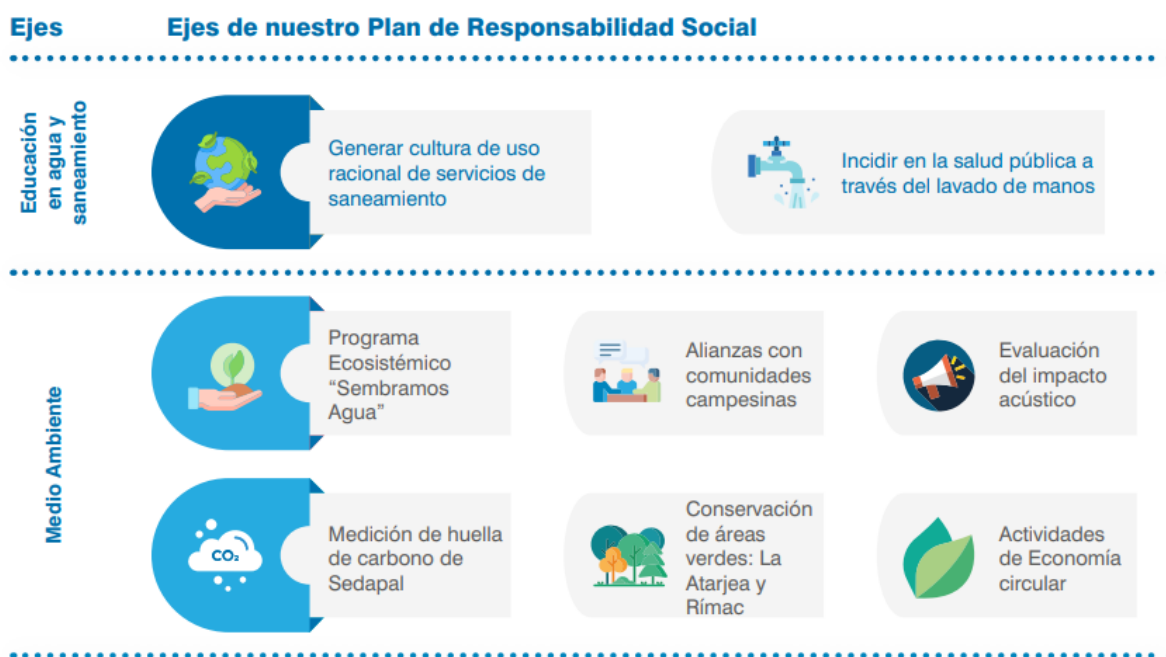 Ejes
Ejes de nuestro Plan de Responsabilidad Social
Educación
en agua y
saneamiento
Generar cultura de uso
racional de servicios de
saneamiento
Incidir en la salud pública a
través del lavado de manos
Medio Ambiente
Programa
Ecosistémico
“Sembramos
Agua”
Alianzas con
comunidades
campesinas
Evaluación
del impacto
acústico
CO₂
Medición de huella
de carbono de
Sedapal
Conservación
de áreas
verdes: La
Atarjea y
Rímac
Actividades
de Economía
circular